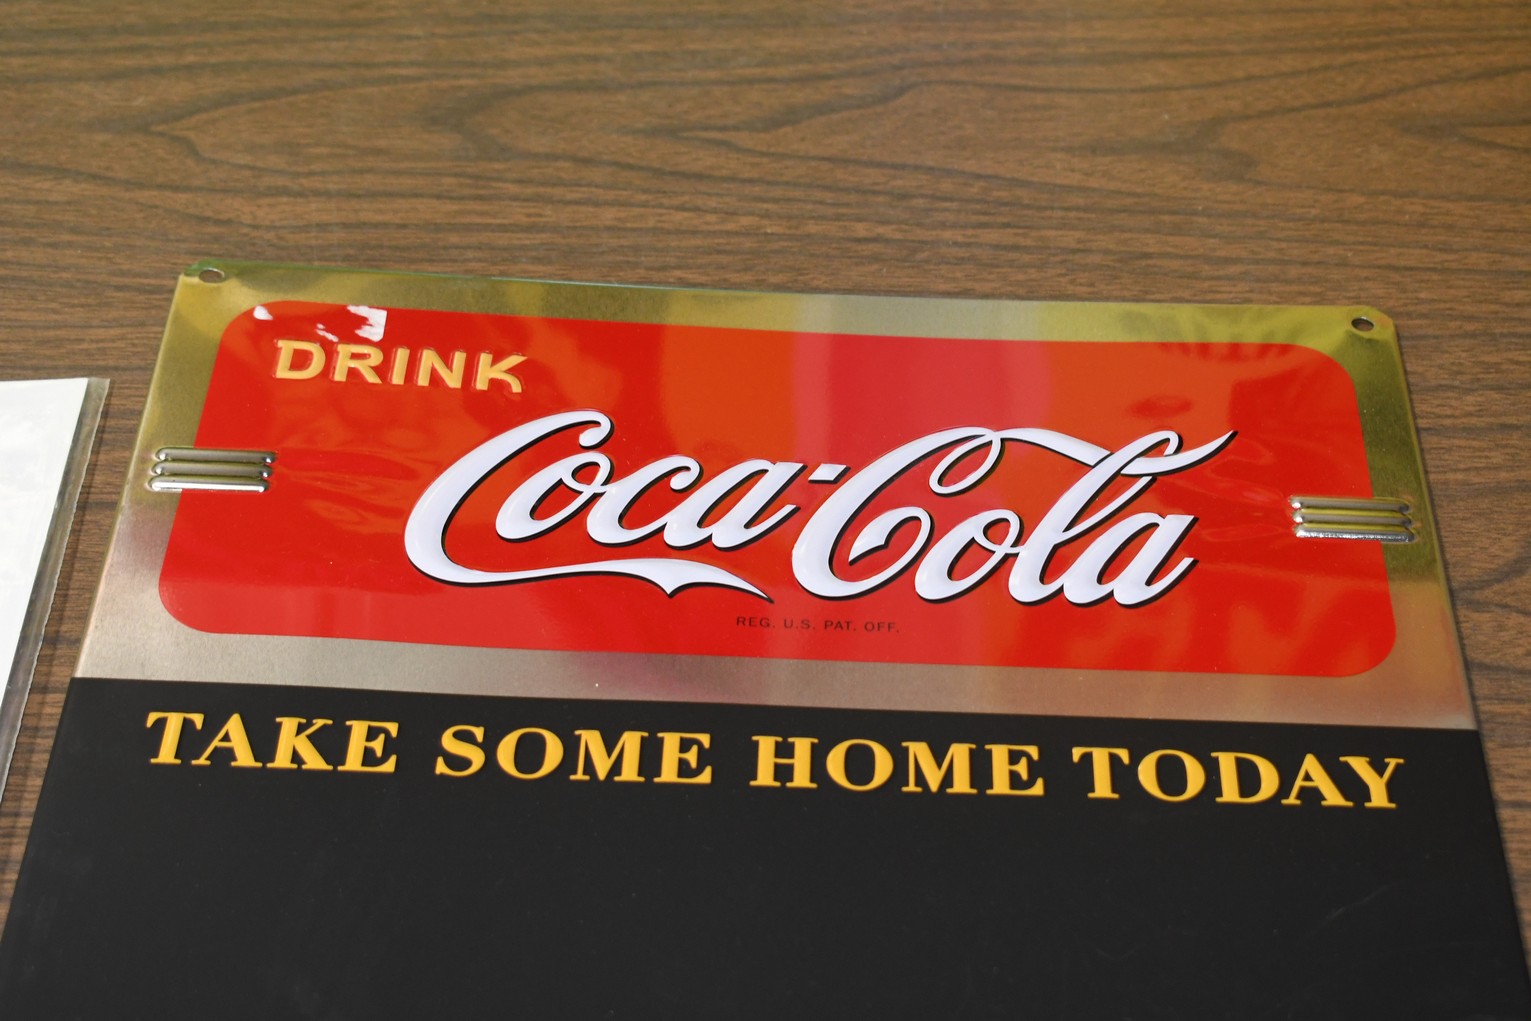 DRINK
Coca-Cola
REG. U.S. PAT. OFF.
TAKE SOME HOME TODAY